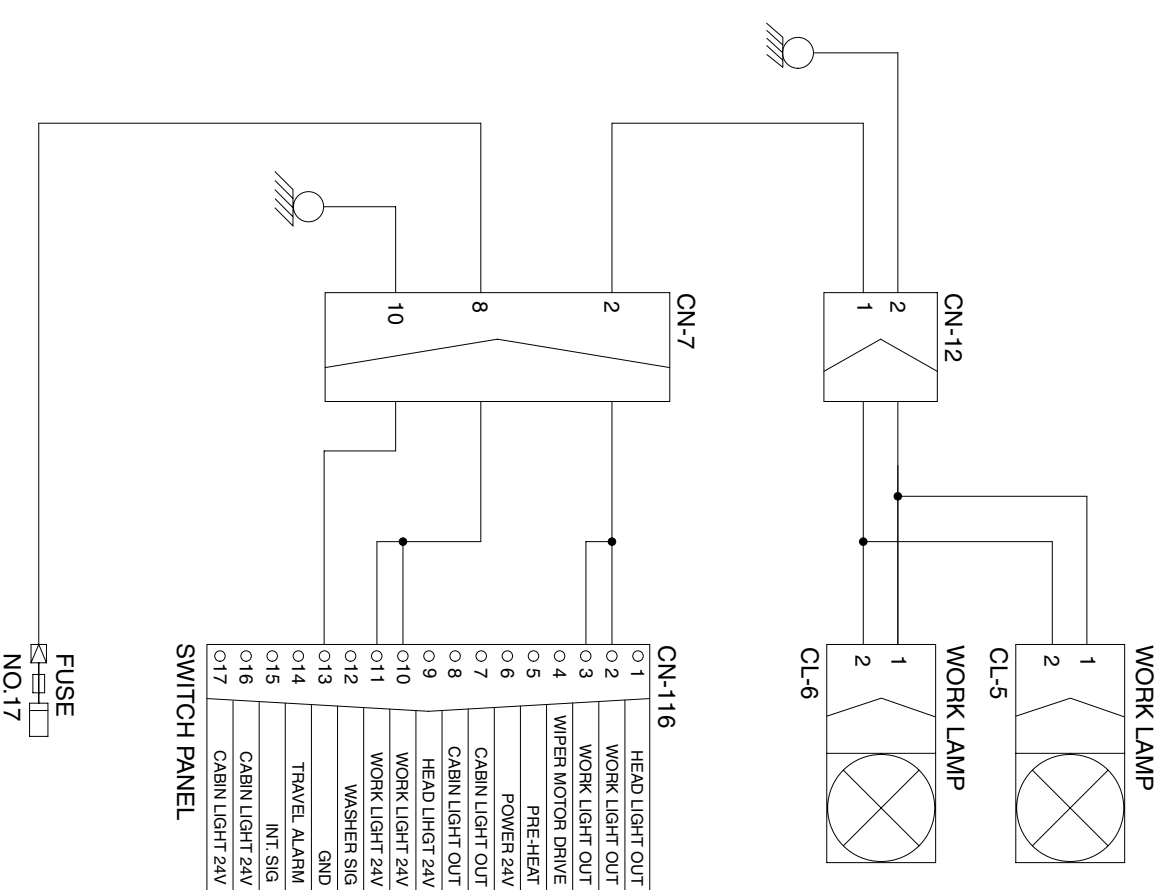 WORK LAMP
1
2
CL-5
WORK LAMP
1
2
CL-6
CN-12
2
1
CN-7
2
8
10
CN-116
1 HEAD LIGHT OUT
2 WORK LIGHT OUT
3 WORK LIGHT OUT
4 WIPER MOTOR DRIVE
5 PRE-HEAT
6 POWER 24V
7 CABIN LIGHT OUT
8 CABIN LIGHT OUT
9 HEAD LIHGT 24V
10 WORK LIGHT 24V
11 WORK LIGHT 24V
12 WASHER SIG
13 GND
14 TRAVEL ALARM
15 INT. SIG
16 CABIN LIGHT 24V
17 CABIN LIGHT 24V
SWITCH PANEL
FUSE
NO.17